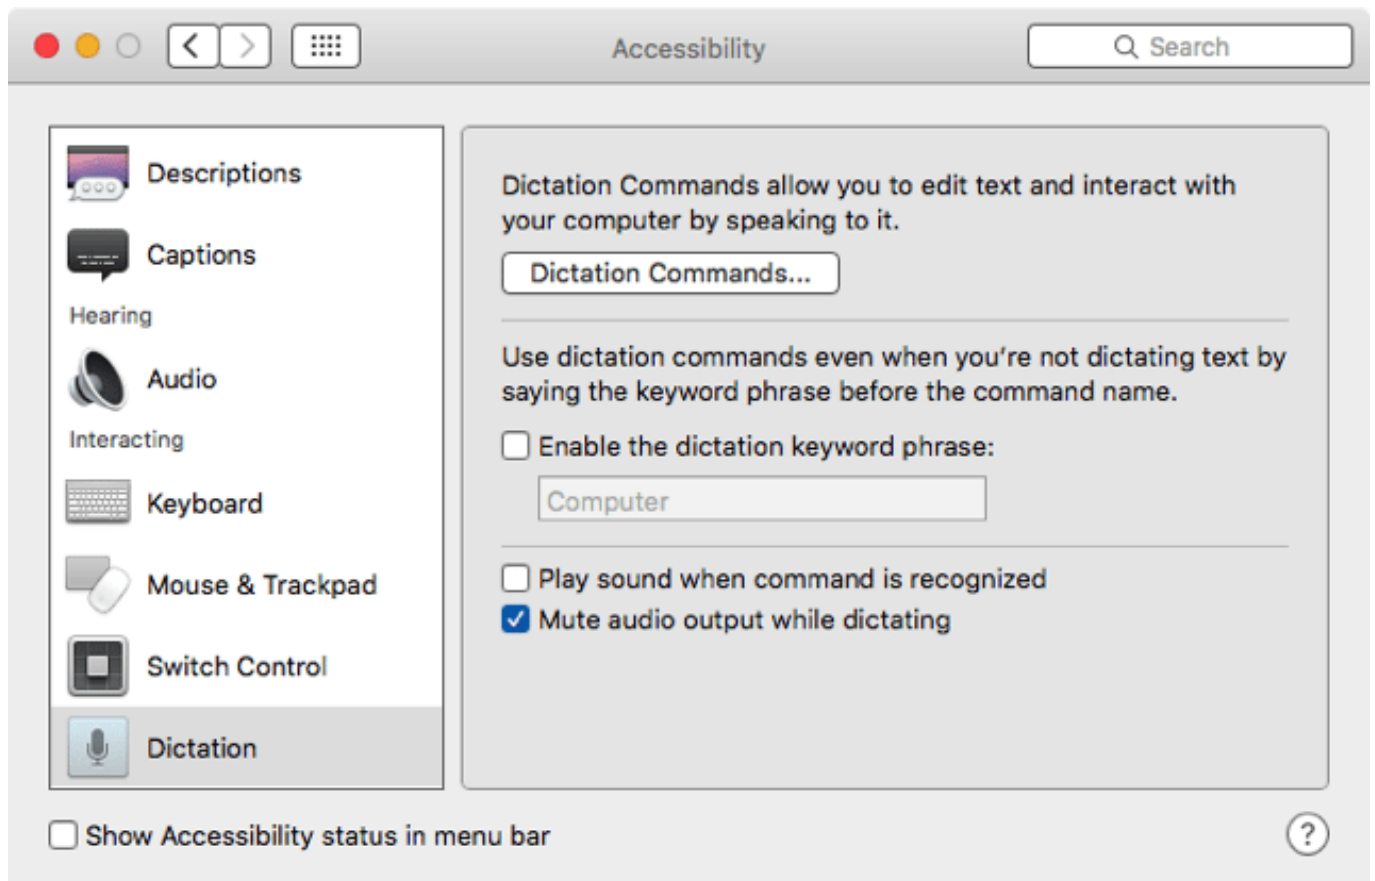 Accessibility
Search
Descriptions
Captions
Hearing
Audio
Interacting
Keyboard
Mouse & Trackpad
Switch Control
Dictation
Dictation Commands allow you to edit text and interact with
your computer by speaking to it.
Dictation Commands...
Use dictation commands even when you’re not dictating text by
saying the keyword phrase before the command name.
Enable the dictation keyword phrase:
Computer
Play sound when command is recognized
Mute audio output while dictating
Show Accessibility status in menu bar
?